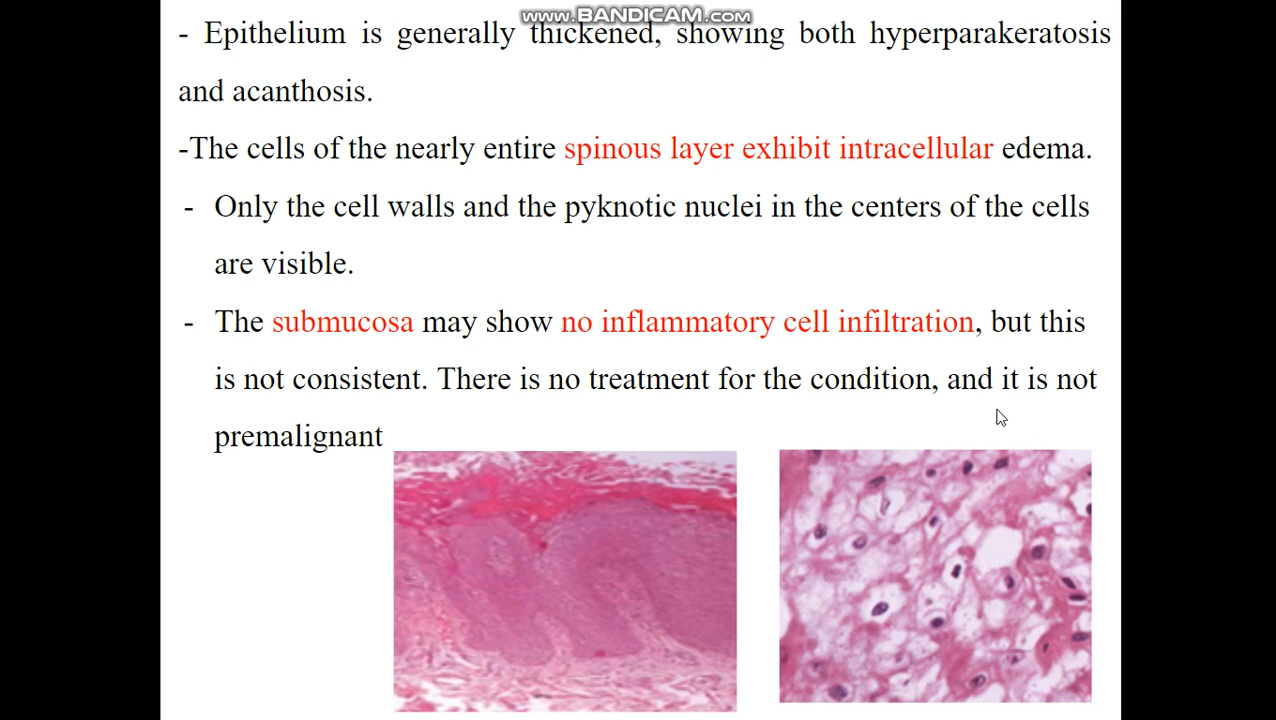 www.BANDICAM.com
- Epithelium is generally thickened, showing both hyperparakeratosis
and acanthosis.
-The cells of the nearly entire spinous layer exhibit intracellular edema.
- Only the cell walls and the pyknotic nuclei in the centers of the cells
are visible.
- The submucosa may show no inflammatory cell infiltration, but this
is not consistent. There is no treatment for the condition, and it is not
premalignant